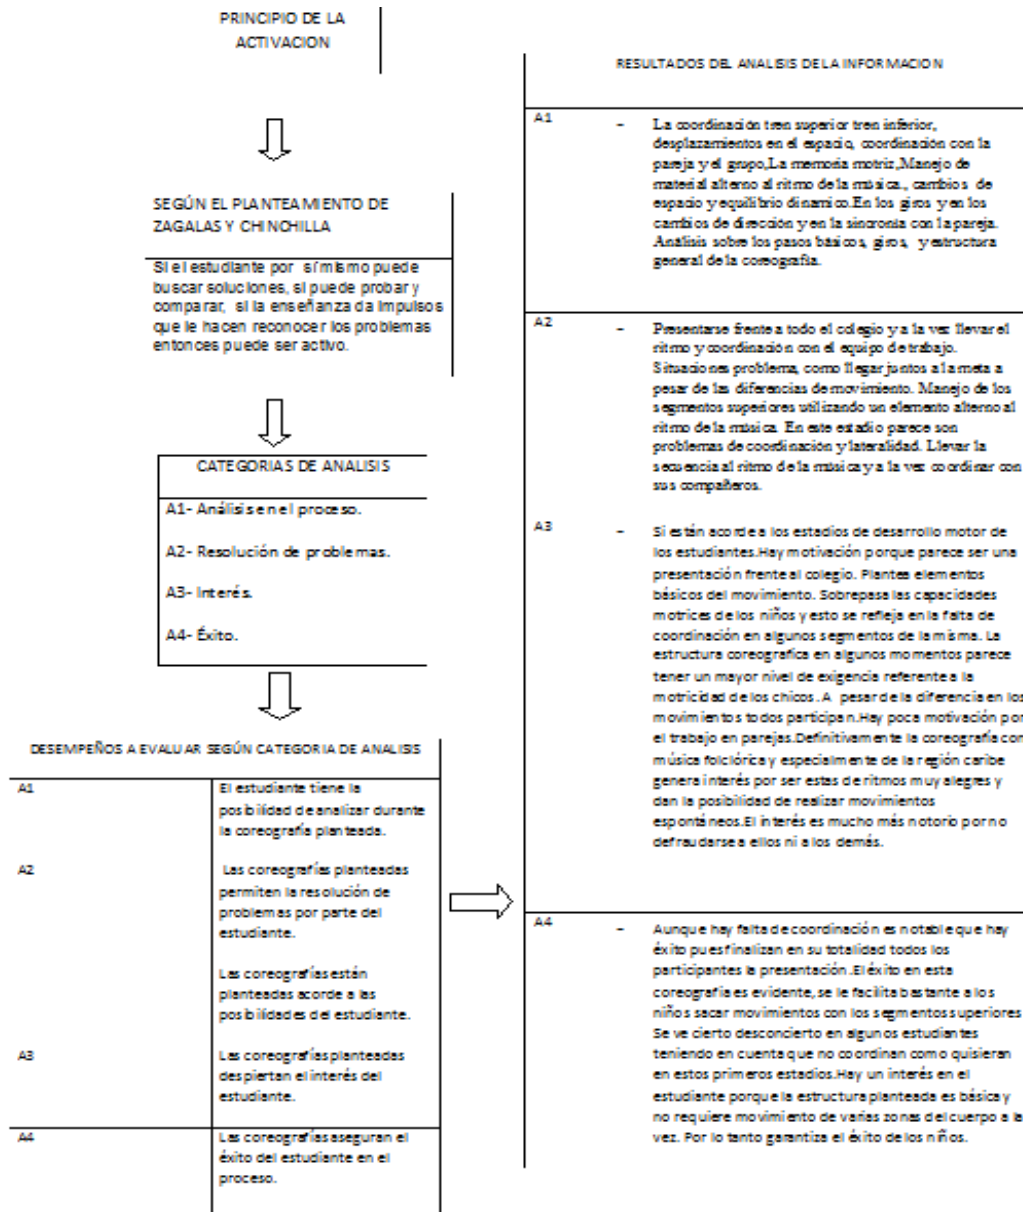 PRINCIPIO DE LA
ACTIVACION
SEGÚN EL PLANTEAMIENTO DE
ZAGALAS Y CHINCHILLA
Si el estudiante por sí mismo puede
buscar soluciones, si puede probar y
comparar, si la enseñanza da impulsos
que le hacen reconocer los problemas
entonces puede ser activo.
CATEGORIAS DE ANALISIS
A1- Análisis en el proceso.
A2- Resolución de problemas.
A3- Interés.
A4- Éxito.
DESEMPEÑOS A EVALUAR SEGÚN CATEGORIA DE ANALISIS
A1
El estudiante tiene la
posibilidad de analizar durante
la coreografía planteada.
A2
Las coreografías planteadas
permiten la resolución de
problemas por parte del
estudiante.
Las coreografías están
planteadas acorde a las
posibilidades del estudiante.
A3
Las coreografías planteadas
despiertan el interés del
estudiante.
A4
Las coreografías aseguran el
éxito del estudiante en el
proceso.
RESULTADOS DEL ANALISIS DE LA INFORMACION
A1
- La coordinación tren superior tren inferior,
desplazamientos en el espacio, coordinación con la
pareja y el grupo,La memoria motriz,Manejo de
material alterno al ritmo de la música., cambios de
espacio y equilibrio dinamico.En los giros y en los
cambios de dirección y en la sincronia con la pareja.
Análisis sobre los pasos básicos, giros, y estructura
general de la coreografia.
A2
- Presentarse frente a todo el colegio y a la vez llevar el
ritmo y coordinación con el equipo de trabajo.
Situaciones problema, como llegar juntos a la meta a
pesar de las diferencias de movimiento. Manejo de los
segmentos superiores utilizando un elemento alterno al
ritmo de la música. En este estadio parece son
problemas de coordinación y lateralidad. Llevar la
secuencia al ritmo de la música y a la vez coordinar con
sus compañeros.
A3
- Si están acorde a los estadios de desarrollo motor de
los estudiantes.Hay motivación porque parece ser una
presentación frente al colegio. Plantea elementos
básicos del movimiento. Sobrepasa las capacidades
motrices de los niños y esto se refleja en la falta de
coordinación en algunos segmentos de la misma. La
estructura coreografica en algunos momentos parece
tener un mayor nivel de exigencia referente a la
motricidad de los chicos. A pesar de la diferencia en los
movimientos todos participan.Hay poca motivación por
el trabajo en parejas.Definitivamente la coreografía con
música folclórica y especialmente de la región caribe
genera interés por ser estas de ritmos muy alegres y
dan la posibilidad de realizar movimientos
espontáneos.El interés es mucho más notorio por no
defraudarse a ellos ni a los demás.
A4
- Aunque hay falta de coordinación es notable que hay
éxito pues finalizan en su totalidad todos los
participantes la presentación.El éxito en esta
coreografia es evidente, se le facilita bastante a los
niños sacar movimientos con los segmentos superiores
Se ve cierto desconcierto en algunos estudiantes
teniendo en cuenta que no coordinan como quisieran
en estos primeros estadios.Hay un interés en el
estudiante porque la estructura planteada es básica y
no requiere movimiento de varias zonas del cuerpo a la
vez. Por lo tanto garantiza el éxito de los niños.